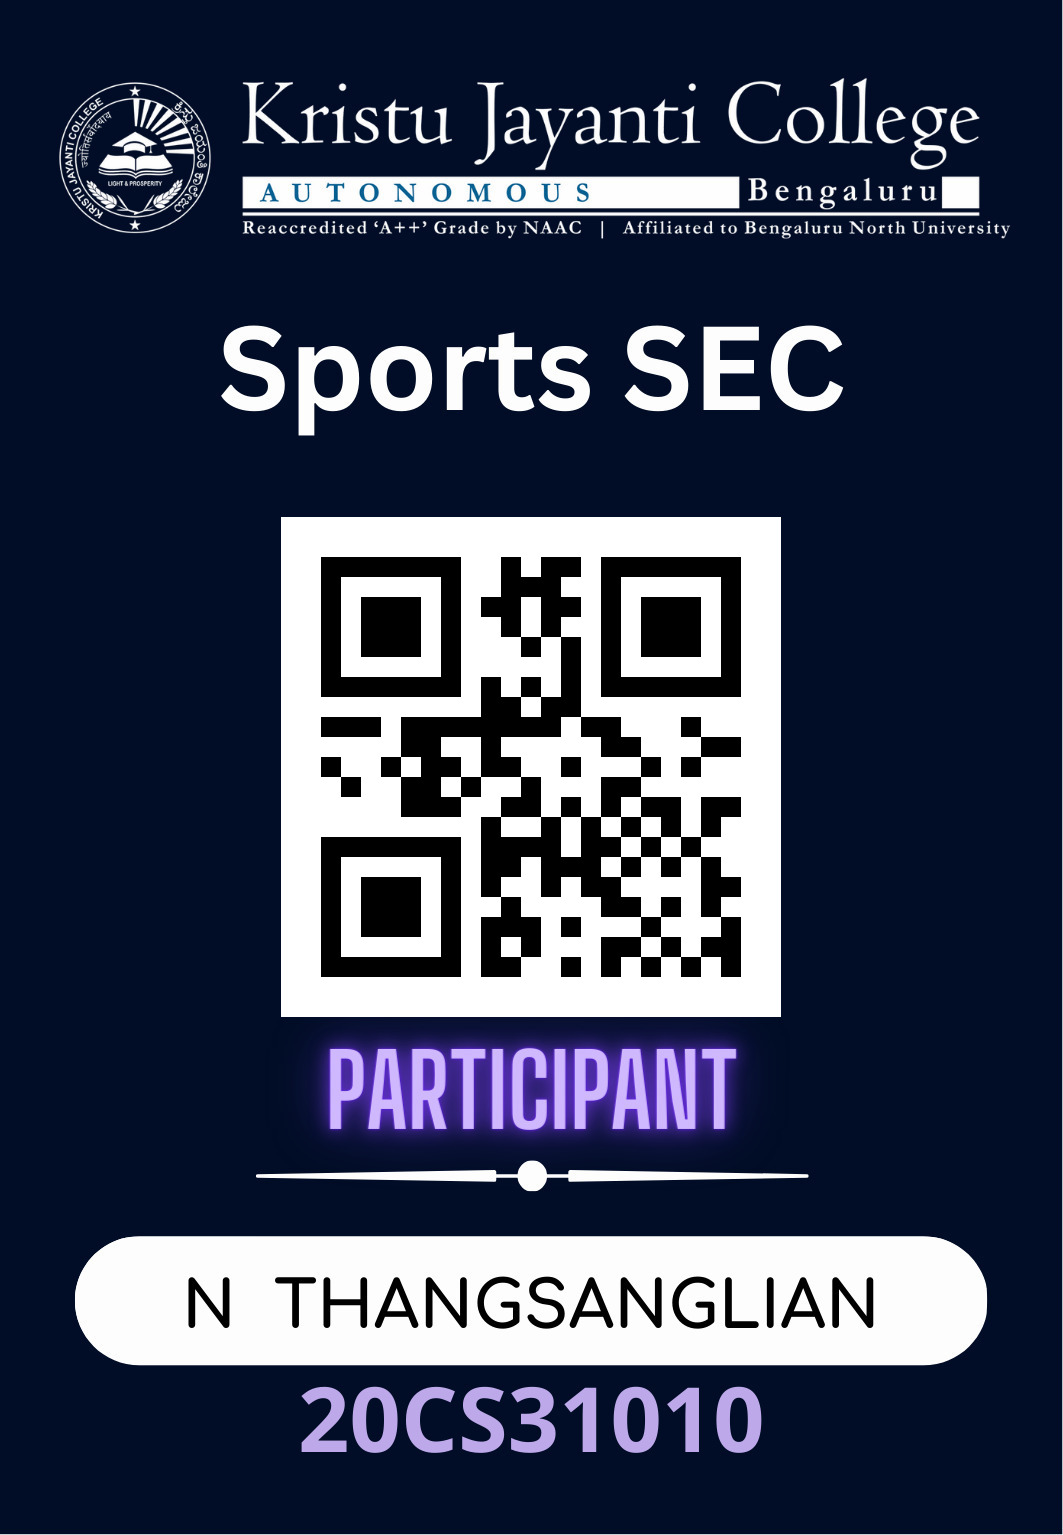 Kristu Jayanti College
AUTONOMOUS Bengaluru
Reaccredited ‘A++’ Grade by NAAC | Affiliated to Bengaluru North University
KRISTU JAYANTI COLLEGE
LIGHT & PROSPERITY
Sports SEC
PARTICIPANT
N THANGSANGLIAN
20CS31010